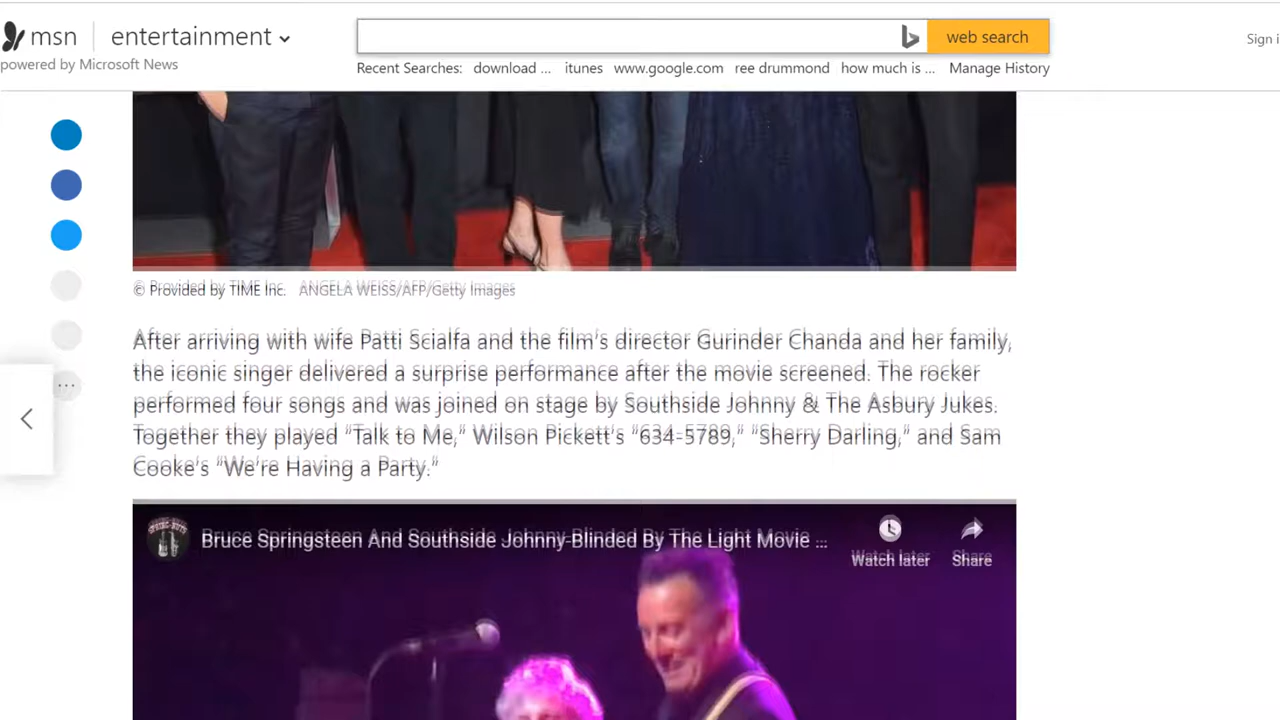 msn
entertainment
web search
Sign i
powered by Microsoft News
Recent Searches: download ... itunes www.google.com ree drummond how much is ... Manage History
© Provided by TIME Inc. ANGELA WEISS/AFP/Getty Images
After arriving with wife Patti Scialfa and the film's director Gurinder Chanda and her family,
the iconic singer delivered a surprise performance after the movie screened. The rocker
performed four songs and was joined on stage by Southside Johnny & The Asbury Jukes.
Together they played “Talk to Me,” Wilson Pickett's “634-5789,” “Sherry Darling,” and Sam
Cooke's “We're Having a Party.”
Bruce Springsteen And Southside Johnny-Blinded By The Light Movie ...
Watch later Share